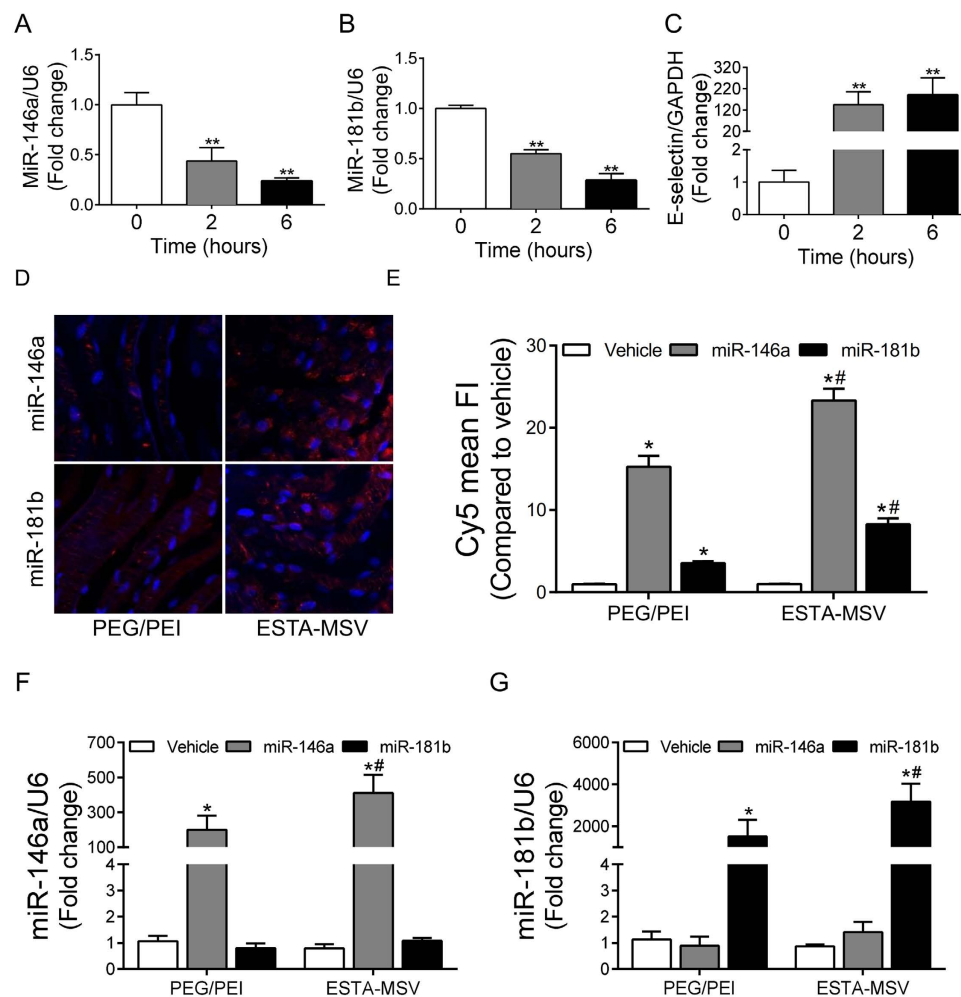 A
MiR-146a/U6
(Fold change)
1.5
1.0
0.5
0.0
**
**
0 2 6
Time (hours)
B
MiR-181b/U6
(Fold change)
1.5
1.0
0.5
0.0
**
**
0 2 6
Time (hours)
C
E-selectin/GAPDH
(Fold change)
320
220
120
20
2
1
0
**
**
0 2 6
Time (hours)
D
miR-146a
miR-181b
PEG/PEI ESTA-MSV
E
Cy5 mean FI
(Compared to vehicle)
30
20
10
0
Vehicle miR-146a miR-181b
*
*
*#
*#
PEG/PEI ESTA-MSV
F
miR-146a/U6
(Fold change)
700
500
300
100
4
3
2
1
0
Vehicle miR-146a miR-181b
*
*#
PEG/PEI ESTA-MSV
G
miR-181b/U6
(Fold change)
6000
4000
2000
4
3
2
1
0
Vehicle miR-146a miR-181b
*
*#
PEG/PEI ESTA-MSV